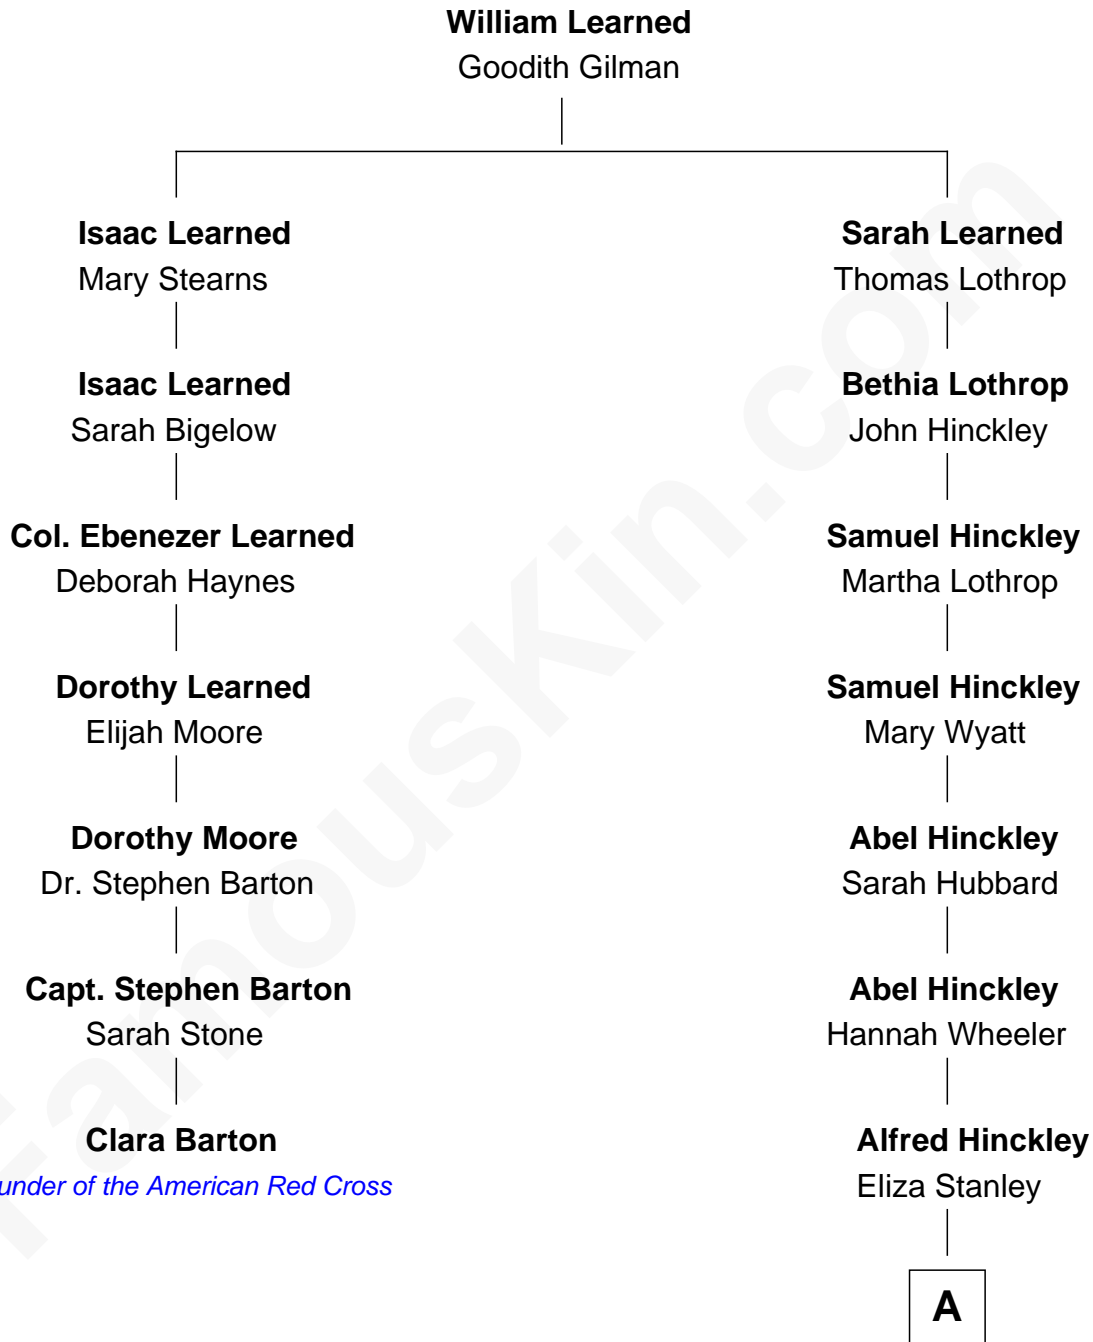 William Learned
Goodith Gilman
Isaac Learned
Mary Stearns
Isaac Learned
Sarah Bigelow
Col. Ebenezer Learned
Deborah Haynes
Dorothy Learned
Elijah Moore
Dorothy Moore
Dr. Stephen Barton
Capt. Stephen Barton
Sarah Stone
Clara Barton
under of the American Red Cross
Sarah Learned
Thomas Lothrop
Bethia Lothrop
John Hinckley
Samuel Hinckley
Martha Lothrop
Samuel Hinckley
Mary Wyatt
Abel Hinckley
Sarah Hubbard
Abel Hinckley
Hannah Wheeler
Alfred Hinckley
Eliza Stanley
A
FamousKin.com